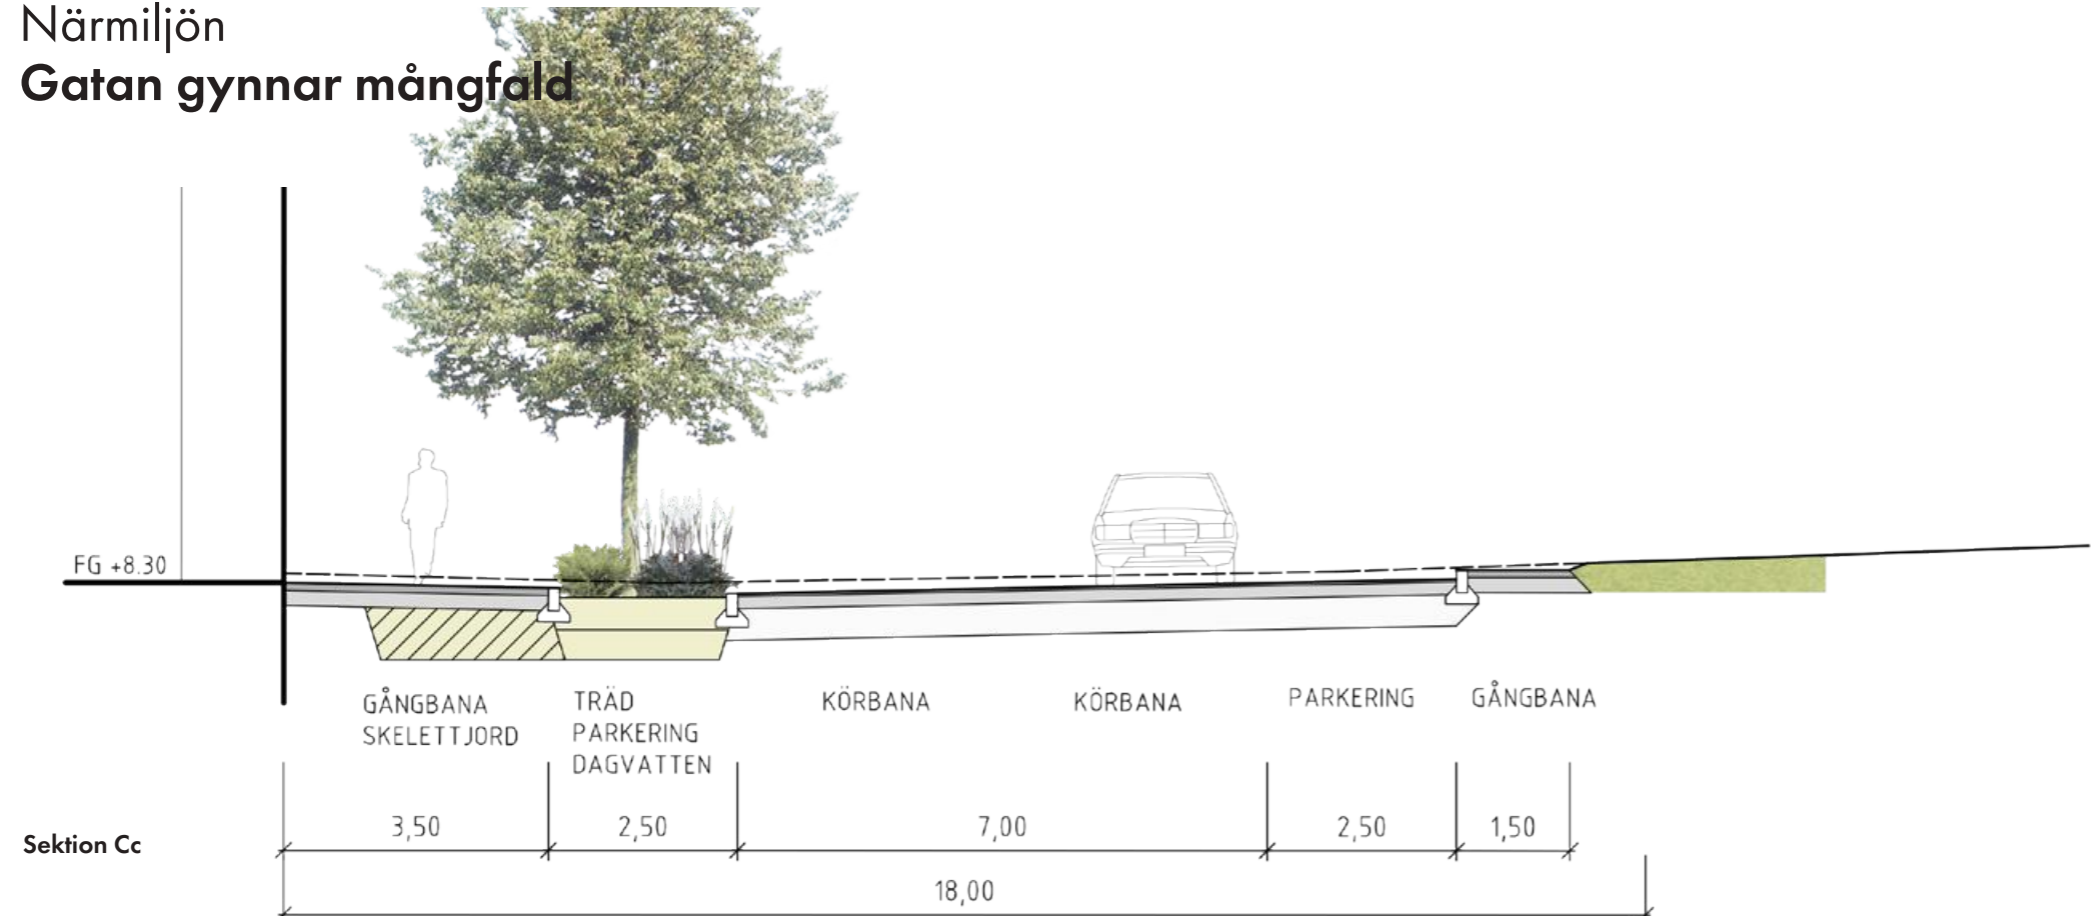 Närmiljön
Gatan gynnar mångfald
FG +8.30
GÅNGBANA
SKELETTJORD
TRÄD
PARKERING
DAGVATTEN
KÖRBANA
KÖRBANA
PARKERING
GÅNGBANA
3,50
2,50
7,00
2,50
1,50
Sektion Cc
18,00